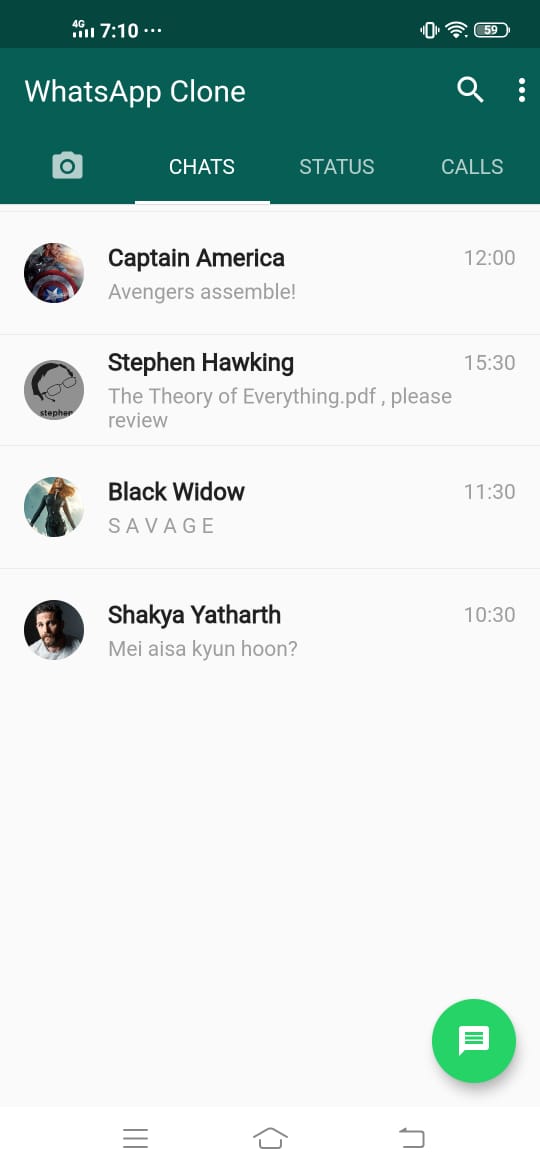 4G 7:10 ... 59
WhatsApp Clone
CHATS STATUS CALLS
Captain America 12:00
Avengers assemble!
Stephen Hawking 15:30
The Theory of Everything.pdf , please
review
stephen
Black Widow 11:30
S A V A G E
Shakya Yatharth 10:30
Mei aisa kyun hoon?